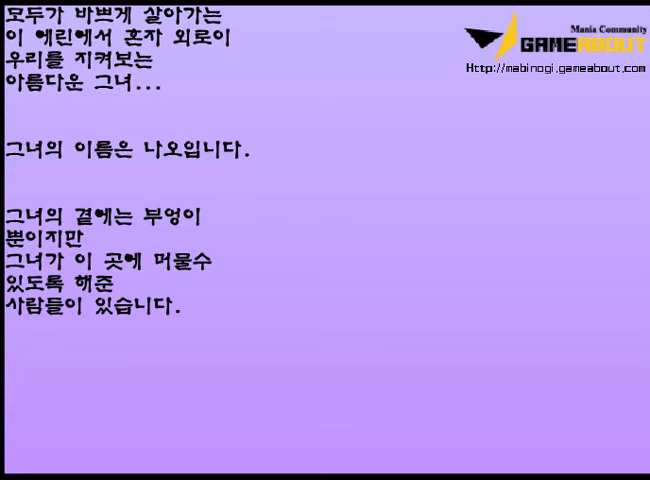 모두가 바쁘게 살아가는
이 에린에서 혼자 외로이
우리를 지켜보는
아름다운 그녀...
그녀의 이름은 나오입니다.
그녀의 곁에는 부엉이
뿐이지만
그녀가 이 곳에 머물수
있도록 해준
사람들이 있습니다.
Mania Community
GAMEABOUT
Http://mabinogi.gameabout.com